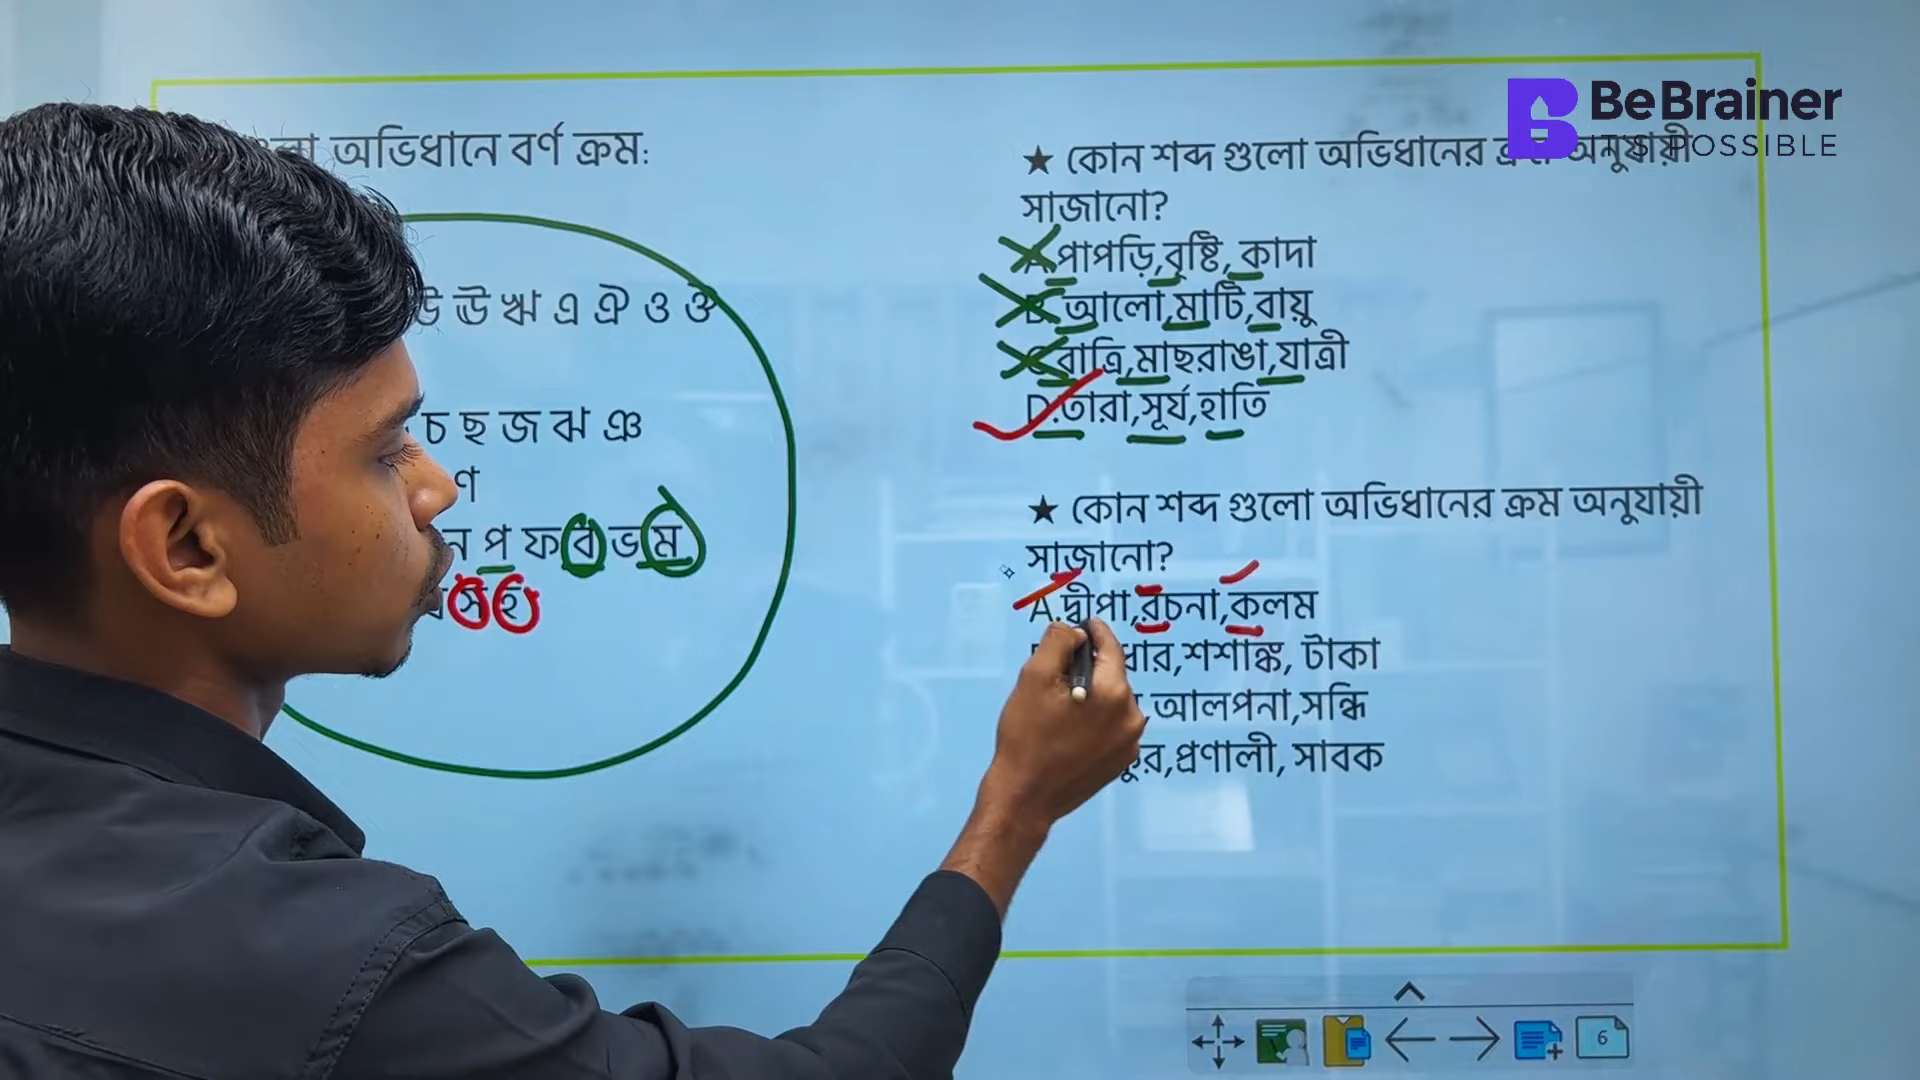 অভিধানে বর্ণ ক্রম:
উ ঊ ঋ এ ঐ ও ঔ
চ ছ জ ঝ ঞ
ণ
ন প ফ ব ভ ম
স হ
★ কোন শব্দ গুলো অভিধানের ক্রম অনুযায়ী
সাজানো?
A.পাপড়ি,বৃষ্টি, কাদা
B. আলো,মাটি,বায়ু
C.রাত্রি,মাছরাঙা,যাত্রী
D.তারা,সূর্য,হাতি
★ কোন শব্দ গুলো অভিধানের ক্রম অনুযায়ী
সাজানো?
A.দ্বীপা,রচনা,কলম
শশাঙ্ক, টাকা
,আলপনা,সন্ধি
,প্রণালী, সাবক
BeBrainer
IT'S POSSIBLE
6